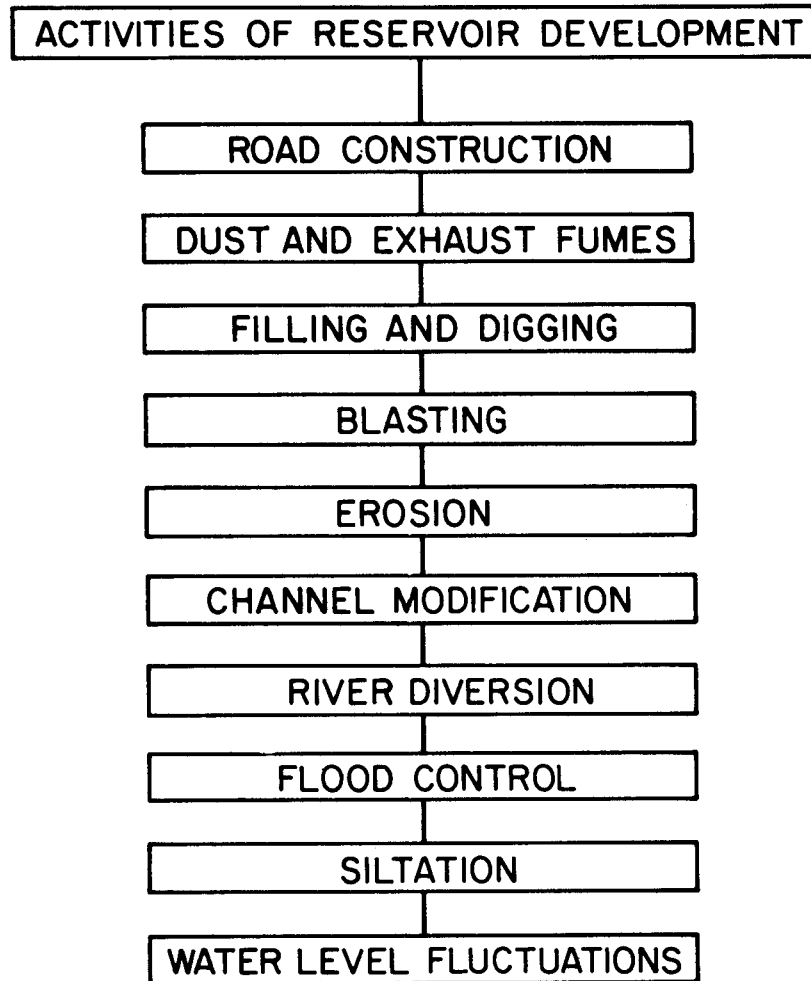 ACTIVITIES OF RESERVOIR DEVELOPMENT
ROAD CONSTRUCTION
DUST AND EXHAUST FUMES
FILLING AND DIGGING
BLASTING
EROSION
CHANNEL MODIFICATION
RIVER DIVERSION
FLOOD CONTROL
SILTATION
WATER LEVEL FLUCTUATIONS